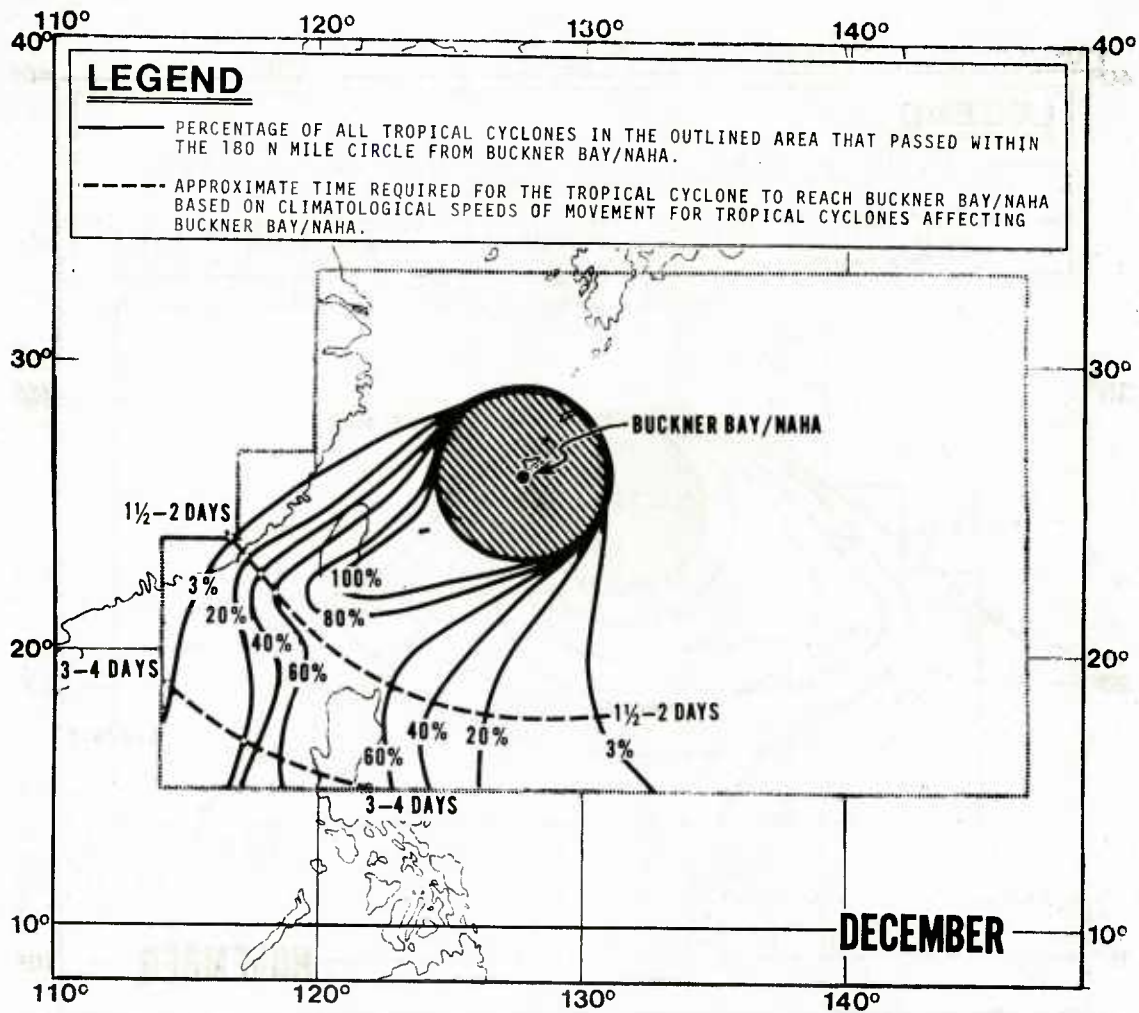 110° 120° 130° 140°
40° 40°
LEGEND
PERCENTAGE OF ALL TROPICAL CYCLONES IN THE OUTLINED AREA THAT PASSED WITHIN
THE 180 N MILE CIRCLE FROM BUCKNER BAY/NAHA.
APPROXIMATE TIME REQUIRED FOR THE TROPICAL CYCLONE TO REACH BUCKNER BAY/NAHA
BASED ON CLIMATOLOGICAL SPEEDS OF MOVEMENT FOR TROPICAL CYCLONES AFFECTING
BUCKNER BAY/NAHA.
30° 30°
BUCKNER BAY/NAHA
1½–2 DAYS
100%
3%
20% 80%
40%
20° 3–4 DAYS 60% 20°
1½–2 DAYS
60% 40% 20% 3%
3–4 DAYS
10° DECEMBER 10°
110° 120° 130° 140°